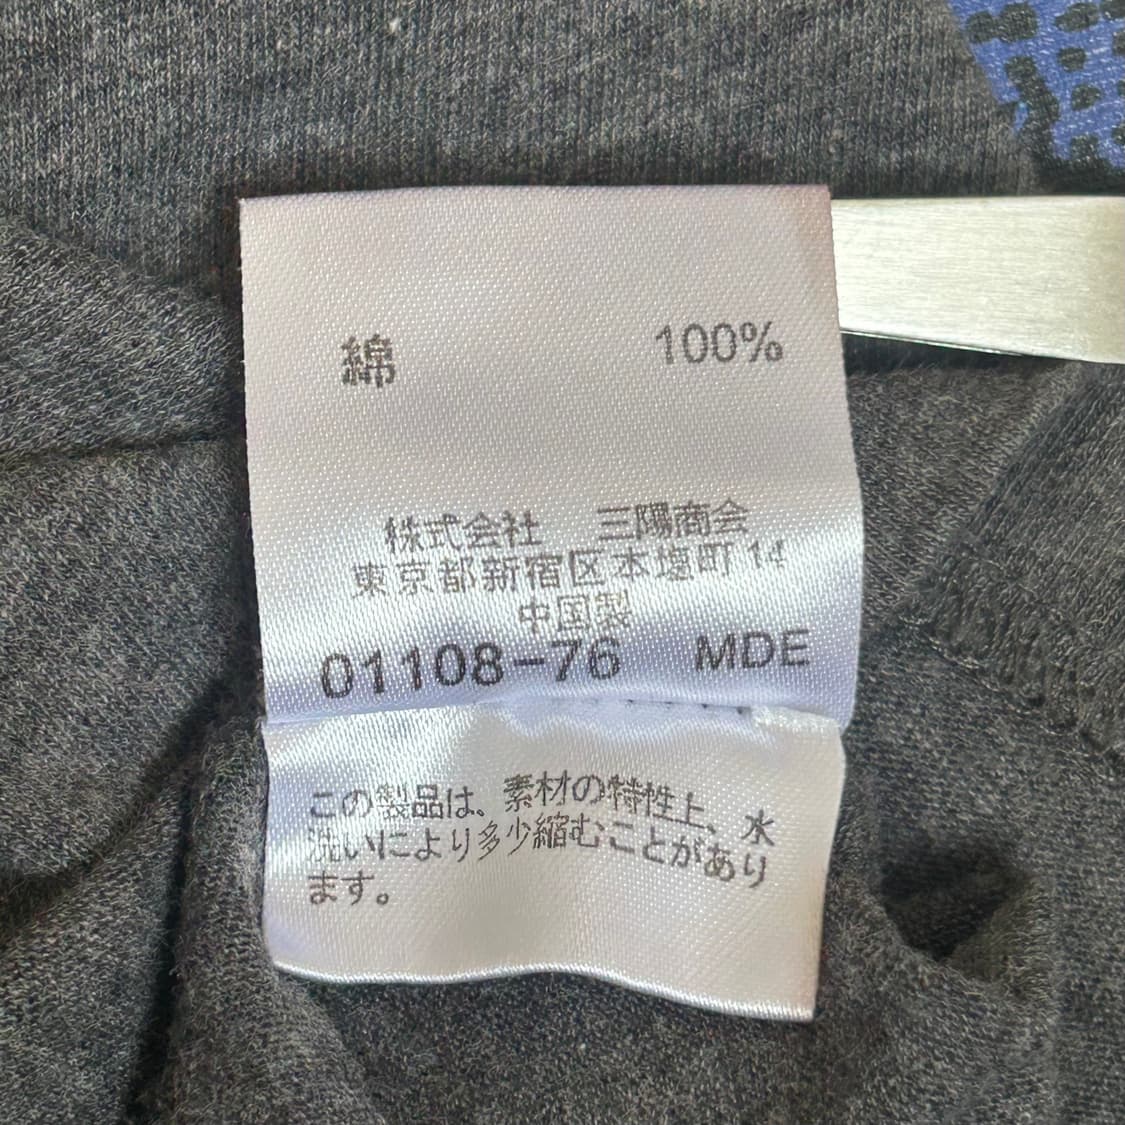 綿 100%
株式会社 三陽商会
東京都新宿区本塩町 14
中国製
01108-76 MDE
この製品は、素材の特性上、水
洗いにより多少縮むことがあり
ます。